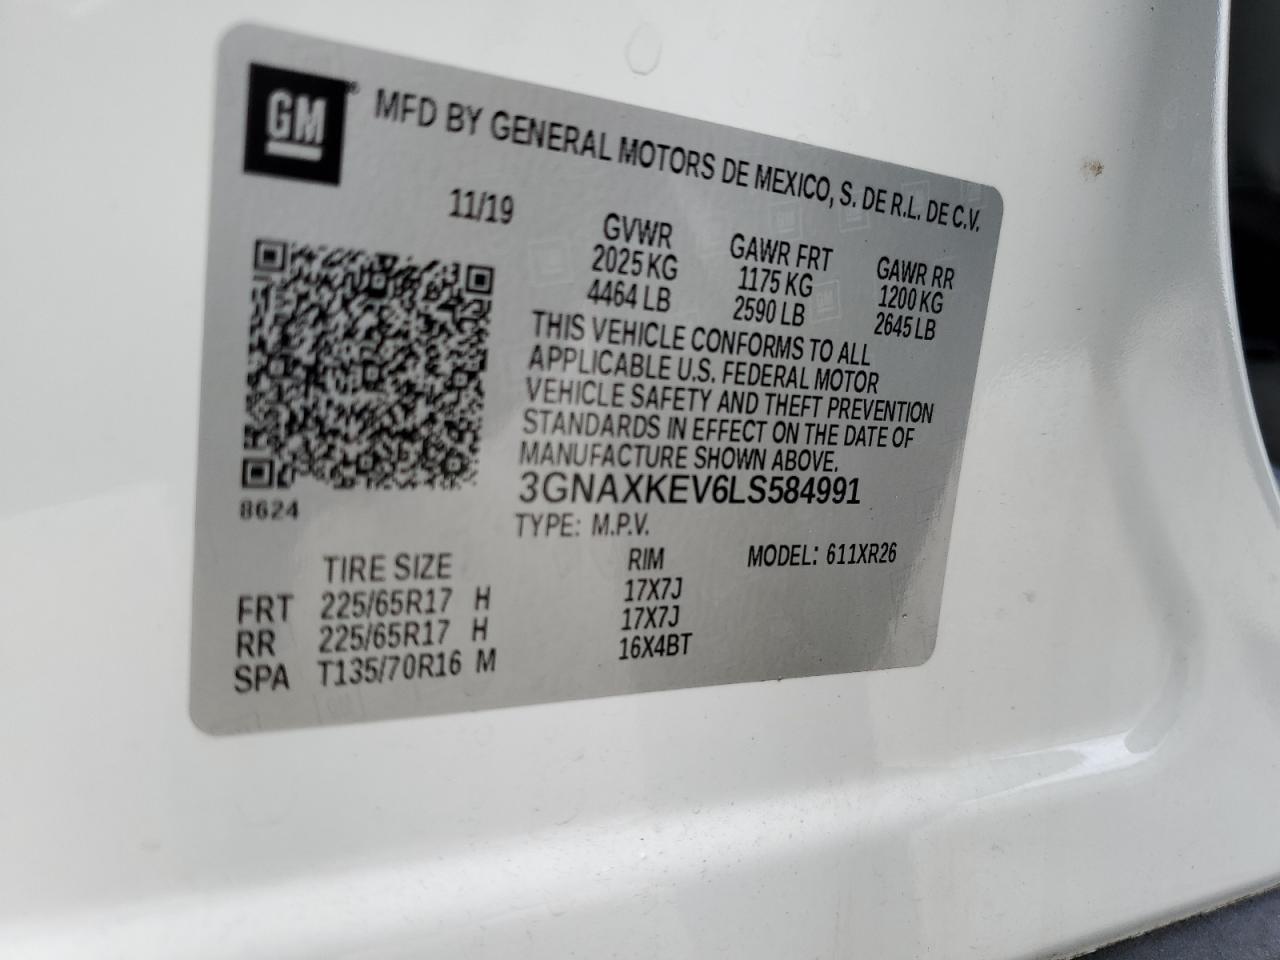 GM® MFD BY GENERAL MOTORS DE MEXICO, S. DE R.L. DE C.V.
11/19
GVWR GAWR FRT GAWR RR
2025 KG 1175 KG 1200 KG
4464 LB 2590 LB 2645 LB
THIS VEHICLE CONFORMS TO ALL
APPLICABLE U.S. FEDERAL MOTOR
VEHICLE SAFETY AND THEFT PREVENTION
STANDARDS IN EFFECT ON THE DATE OF
MANUFACTURE SHOWN ABOVE.
3GNAXKEV6LS584991
8624
TYPE: M.P.V.
TIRE SIZE RIM MODEL: 611XR26
FRT 225/65R17 H 17X7J
RR 225/65R17 H 17X7J
SPA T135/70R16 M 16X4BT